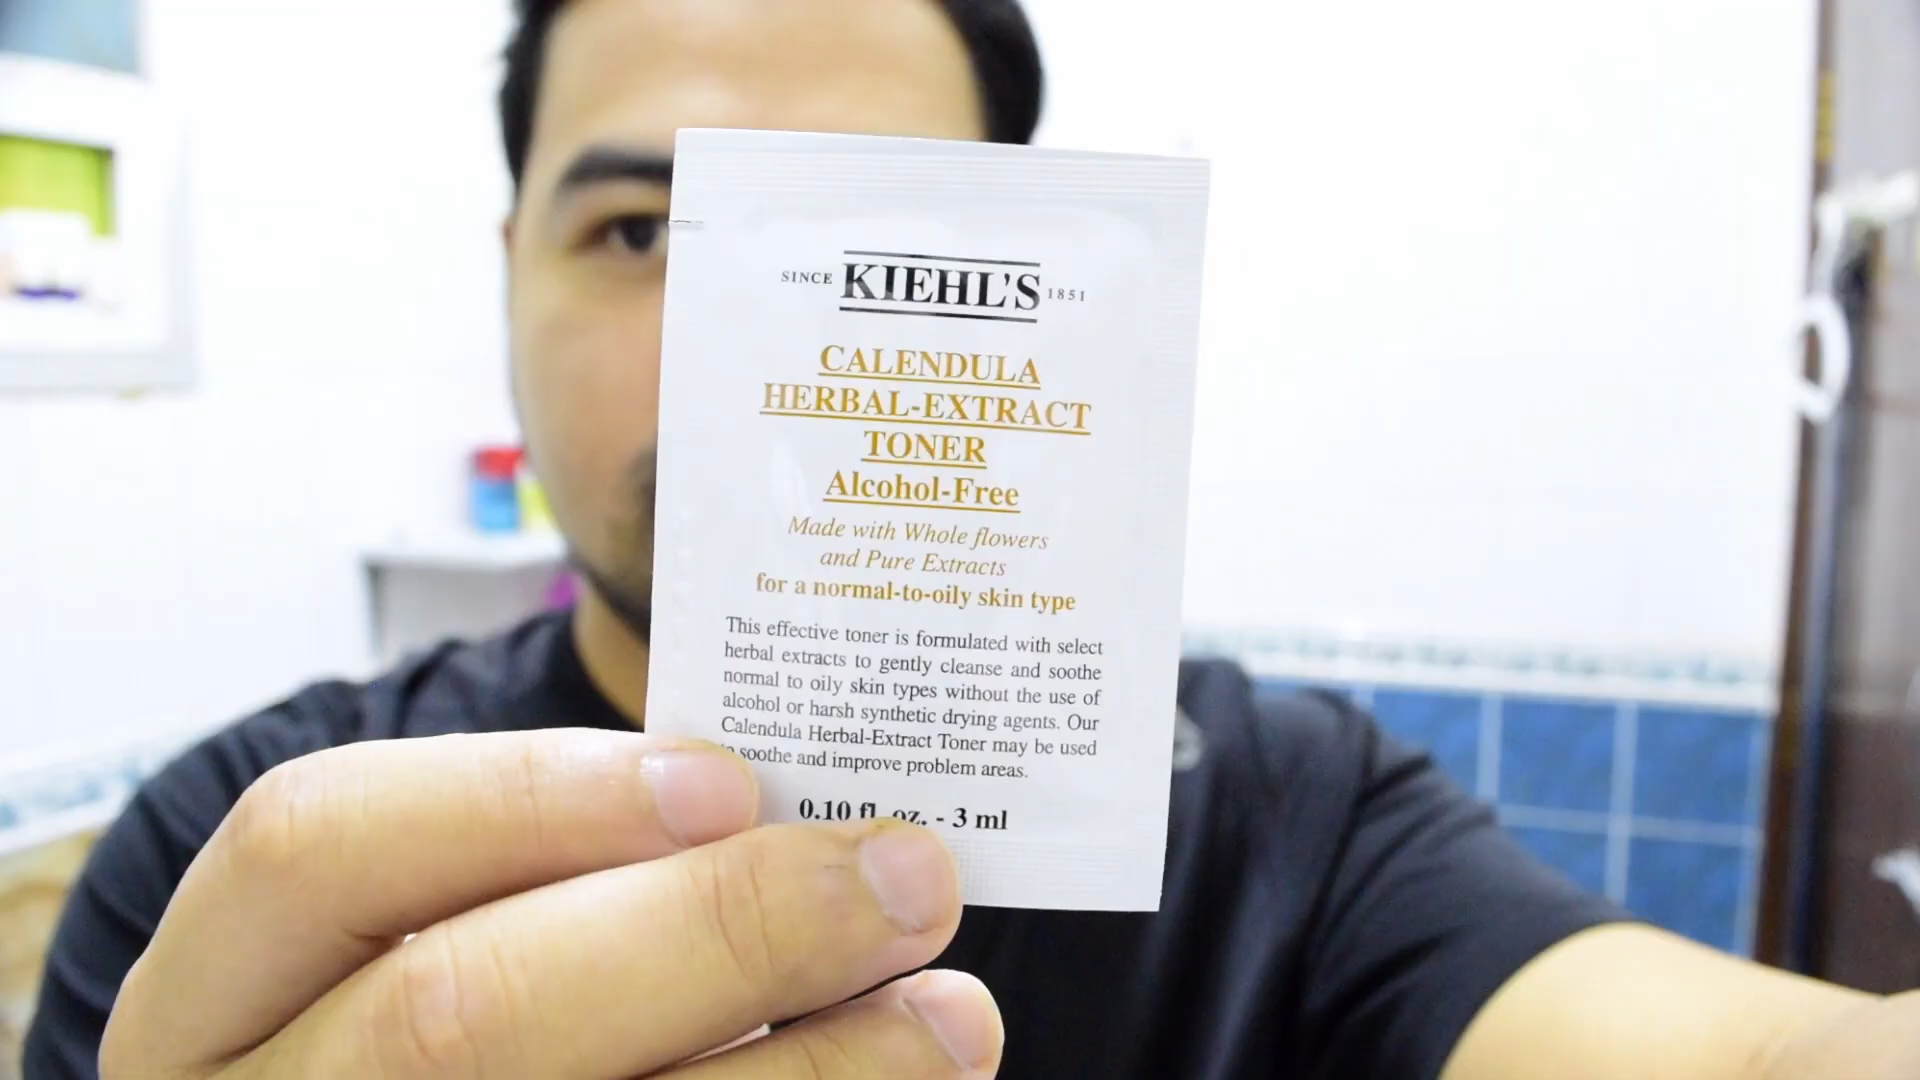 SINCE KIEHL'S 1851
CALENDULA
HERBAL-EXTRACT
TONER
Alcohol-Free
Made with Whole flowers
and Pure Extracts
for a normal-to-oily skin type
This effective toner is formulated with select
herbal extracts to gently cleanse and soothe
normal to oily skin types without the use of
alcohol or harsh synthetic drying agents. Our
Calendula Herbal-Extract Toner may be used
to soothe and improve problem areas.
0.10 fl. oz. - 3 ml